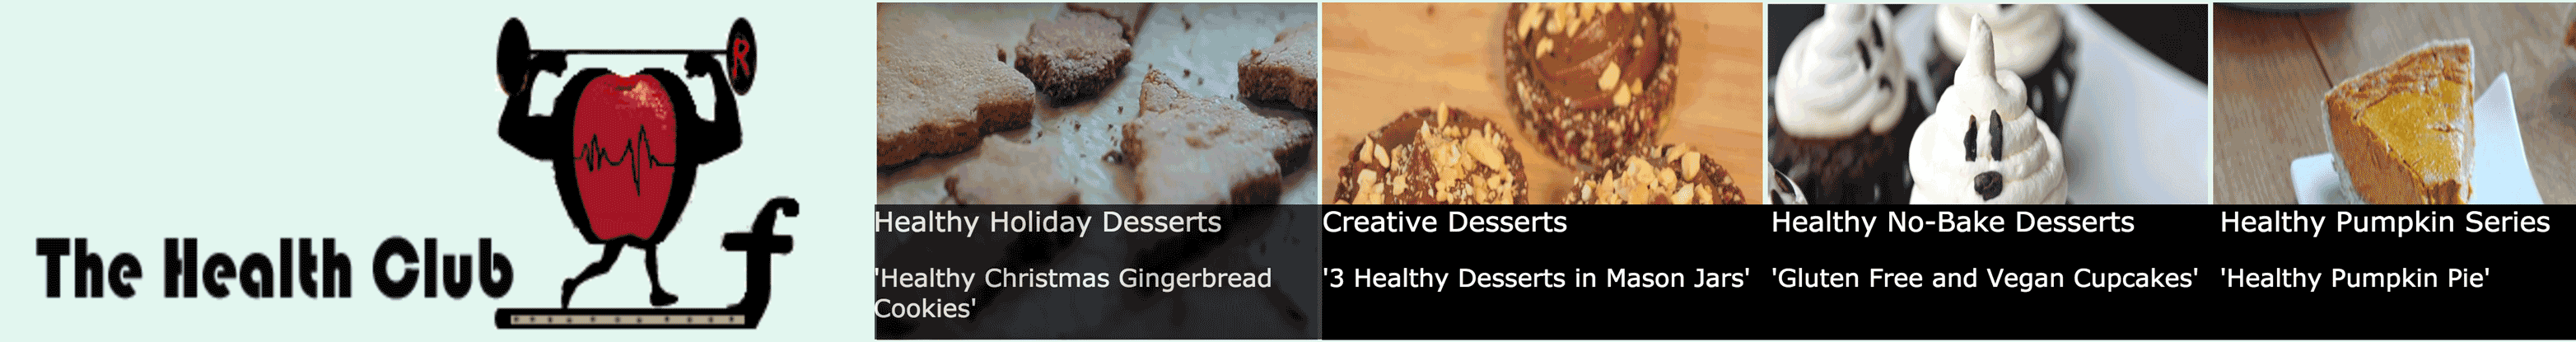 The Health Club
R
f
Healthy Holiday Desserts
'Healthy Christmas Gingerbread
Cookies'
Creative Desserts
'3 Healthy Desserts in Mason Jars'
Healthy No-Bake Desserts
'Gluten Free and Vegan Cupcakes'
Healthy Pumpkin Series
'Healthy Pumpkin Pie'